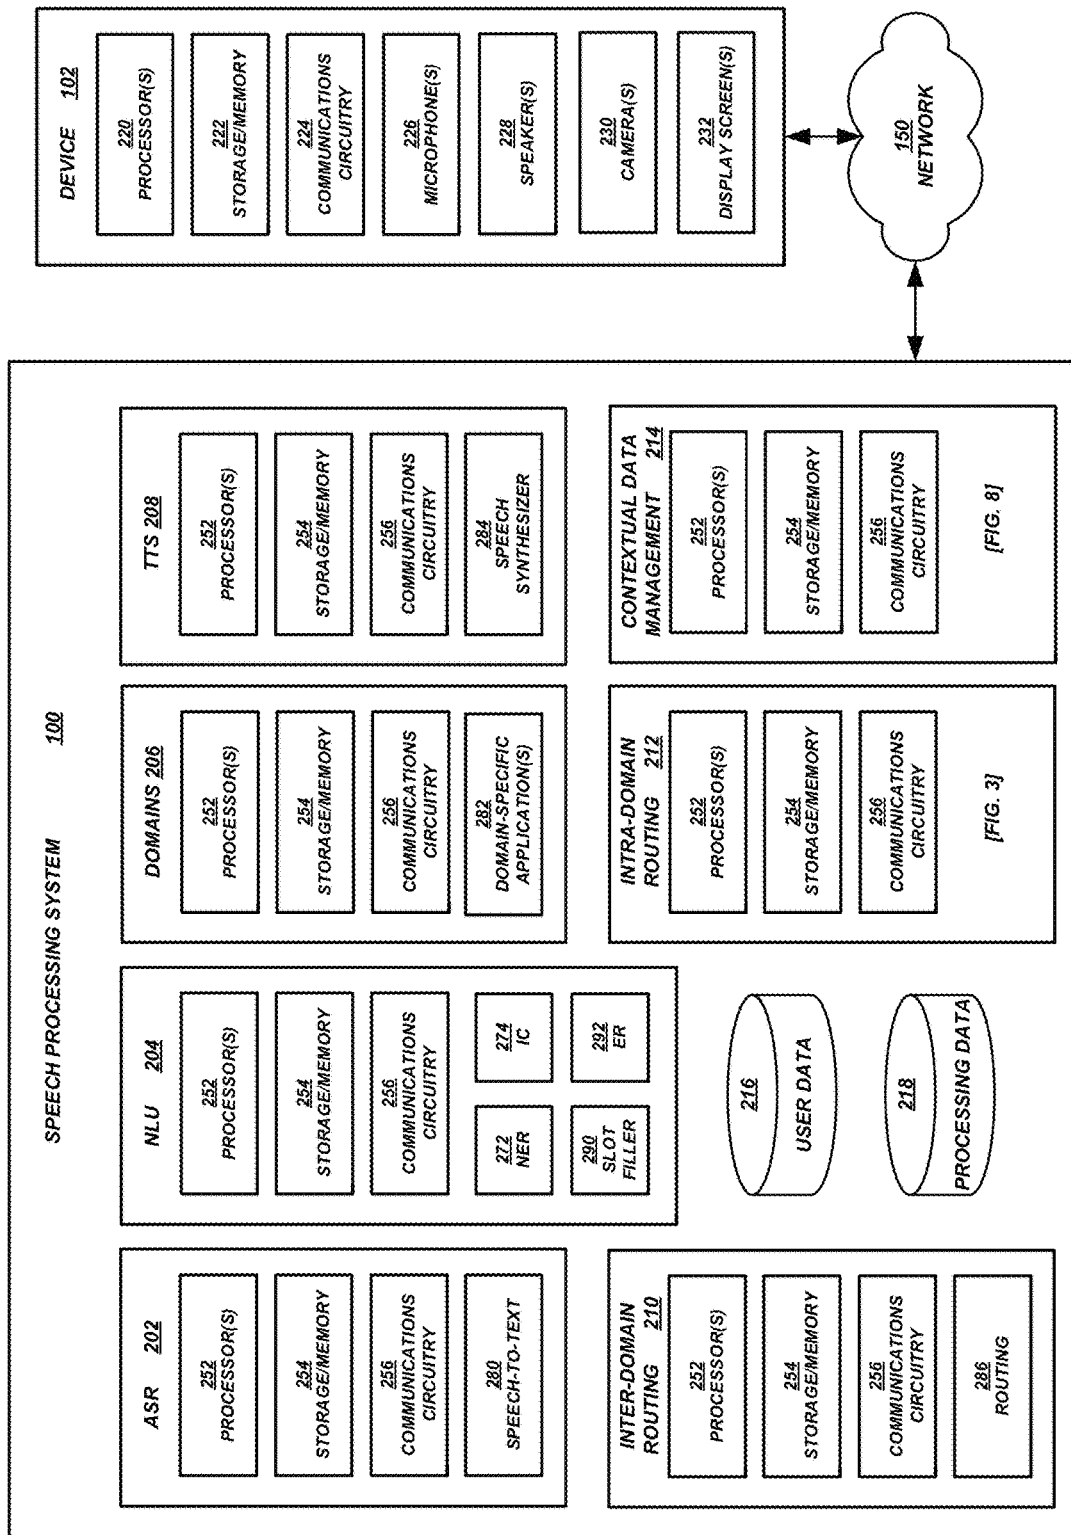 SPEECH PROCESSING SYSTEM 100
ASR 202
252
PROCESSOR(S)
254
STORAGE/MEMORY
256
COMMUNICATIONS
CIRCUITRY
280
SPEECH-TO-TEXT
NLU 204
252
PROCESSOR(S)
254
STORAGE/MEMORY
256
COMMUNICATIONS
CIRCUITRY
272
NER
274
IC
290
SLOT
FILLER
292
ER
DOMAINS 206
252
PROCESSOR(S)
254
STORAGE/MEMORY
256
COMMUNICATIONS
CIRCUITRY
282
DOMAIN-SPECIFIC
APPLICATION(S)
TTS 208
252
PROCESSOR(S)
254
STORAGE/MEMORY
256
COMMUNICATIONS
CIRCUITRY
284
SPEECH
SYNTHESIZER
INTER-DOMAIN
ROUTING 210
252
PROCESSOR(S)
254
STORAGE/MEMORY
256
COMMUNICATIONS
CIRCUITRY
286
ROUTING
216
USER DATA
218
PROCESSING DATA
INTRA-DOMAIN
ROUTING 212
252
PROCESSOR(S)
254
STORAGE/MEMORY
256
COMMUNICATIONS
CIRCUITRY
[FIG. 3]
CONTEXTUAL DATA
MANAGEMENT 214
252
PROCESSOR(S)
254
STORAGE/MEMORY
256
COMMUNICATIONS
CIRCUITRY
[FIG. 8]
DEVICE 102
220
PROCESSOR(S)
222
STORAGE/MEMORY
224
COMMUNICATIONS
CIRCUITRY
226
MICROPHONE(S)
228
SPEAKER(S)
230
CAMERA(S)
232
DISPLAY SCREEN(S)
150
NETWORK